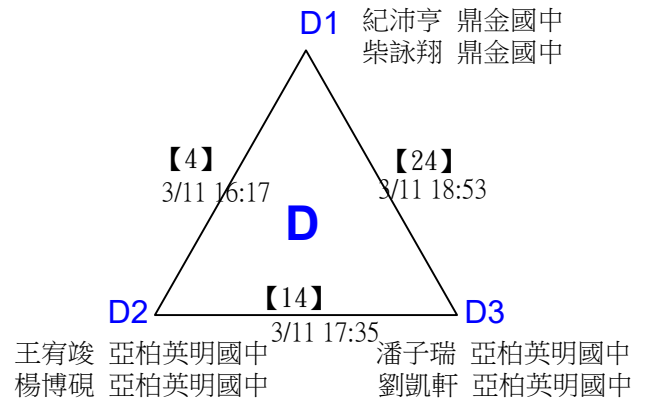 D1
紀沛亨 鼎金國中
柴詠翔 鼎金國中
【4】
3/11 16:17
【24】
3/11 18:53
D
D2
【14】
3/11 17:35
D3
王宥竣 亞柏英明國中
楊博硯 亞柏英明國中
潘子瑞 亞柏英明國中
劉凱軒 亞柏英明國中